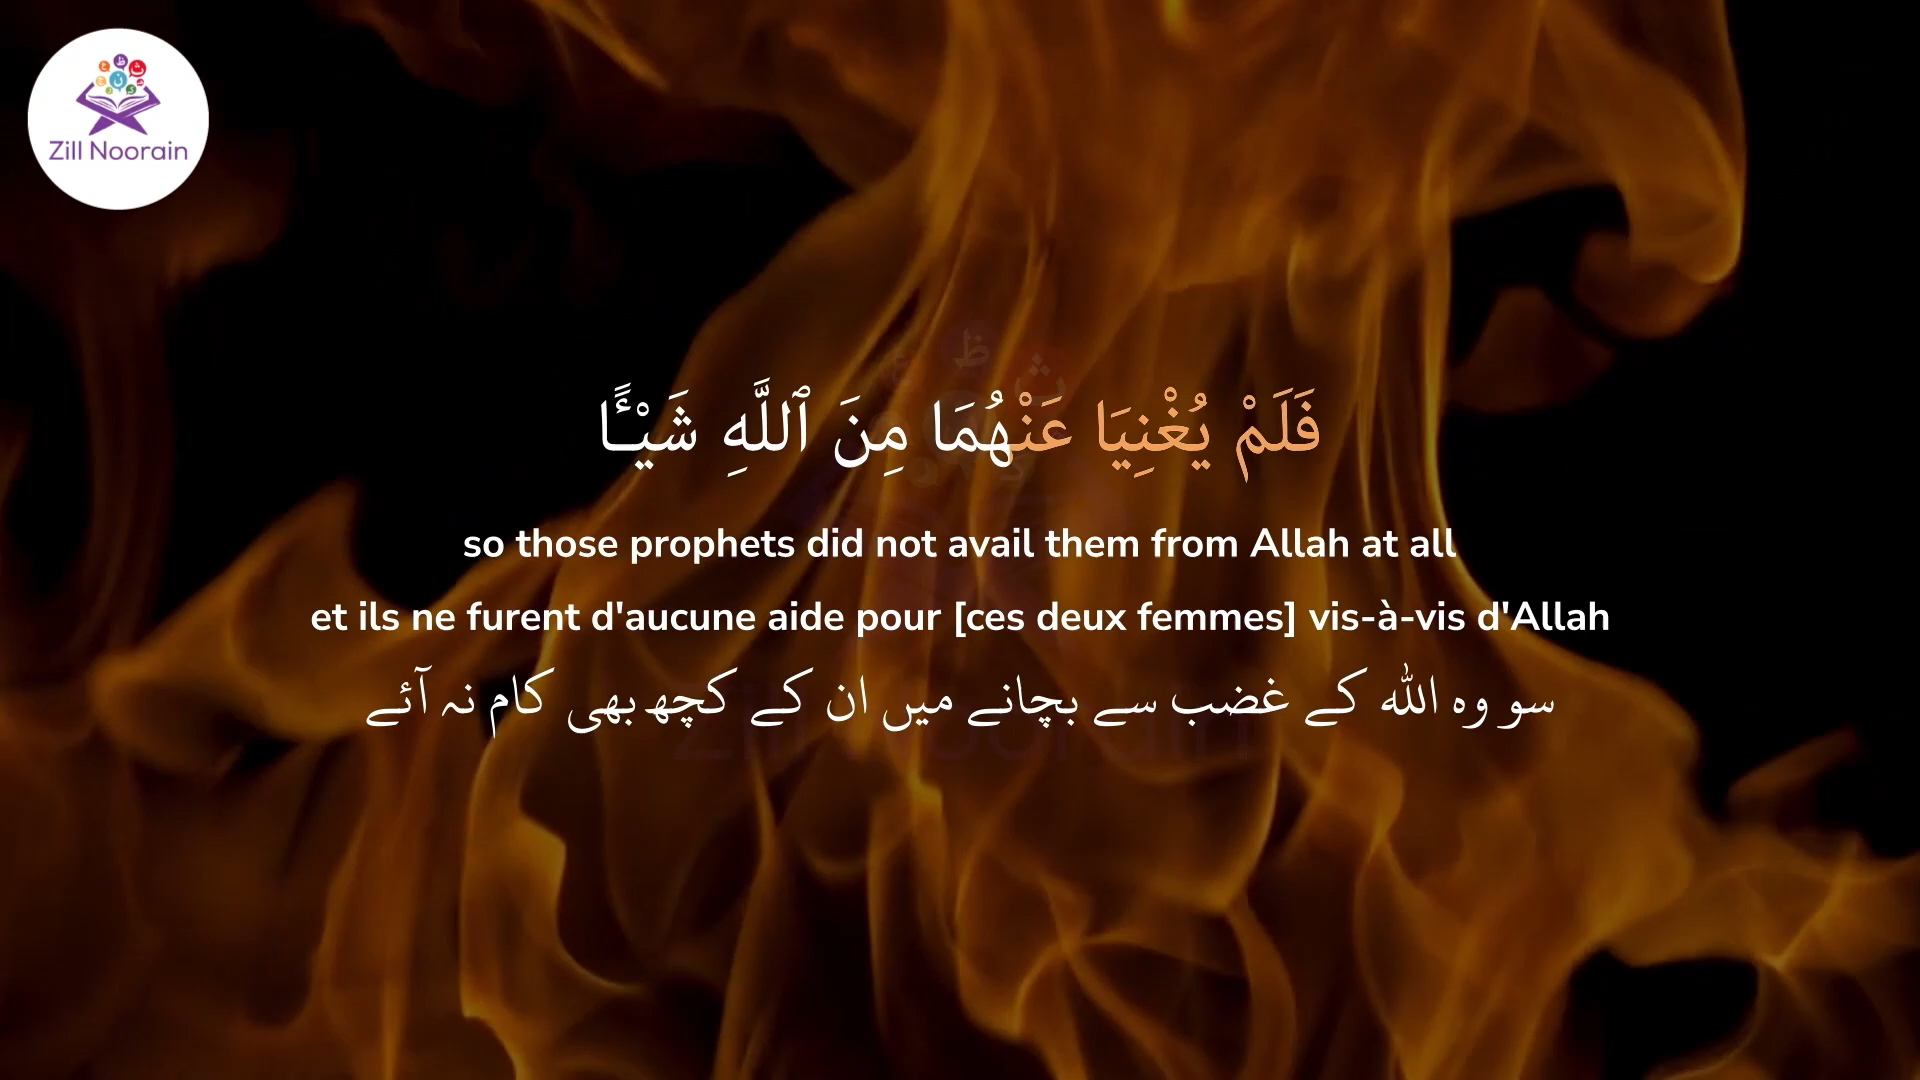 Zill Noorain
فَلَمْ يُغْنِيَا عَنْهُمَا مِنَ ٱللَّهِ شَيْـًٔا
so those prophets did not avail them from Allah at all
et ils ne furent d'aucune aide pour [ces deux femmes] vis-à-vis d'Allah
سو وہ اللہ کے غضب سے بچانے میں ان کے کچھ بھی کام نہ آئے
Zill Noorain